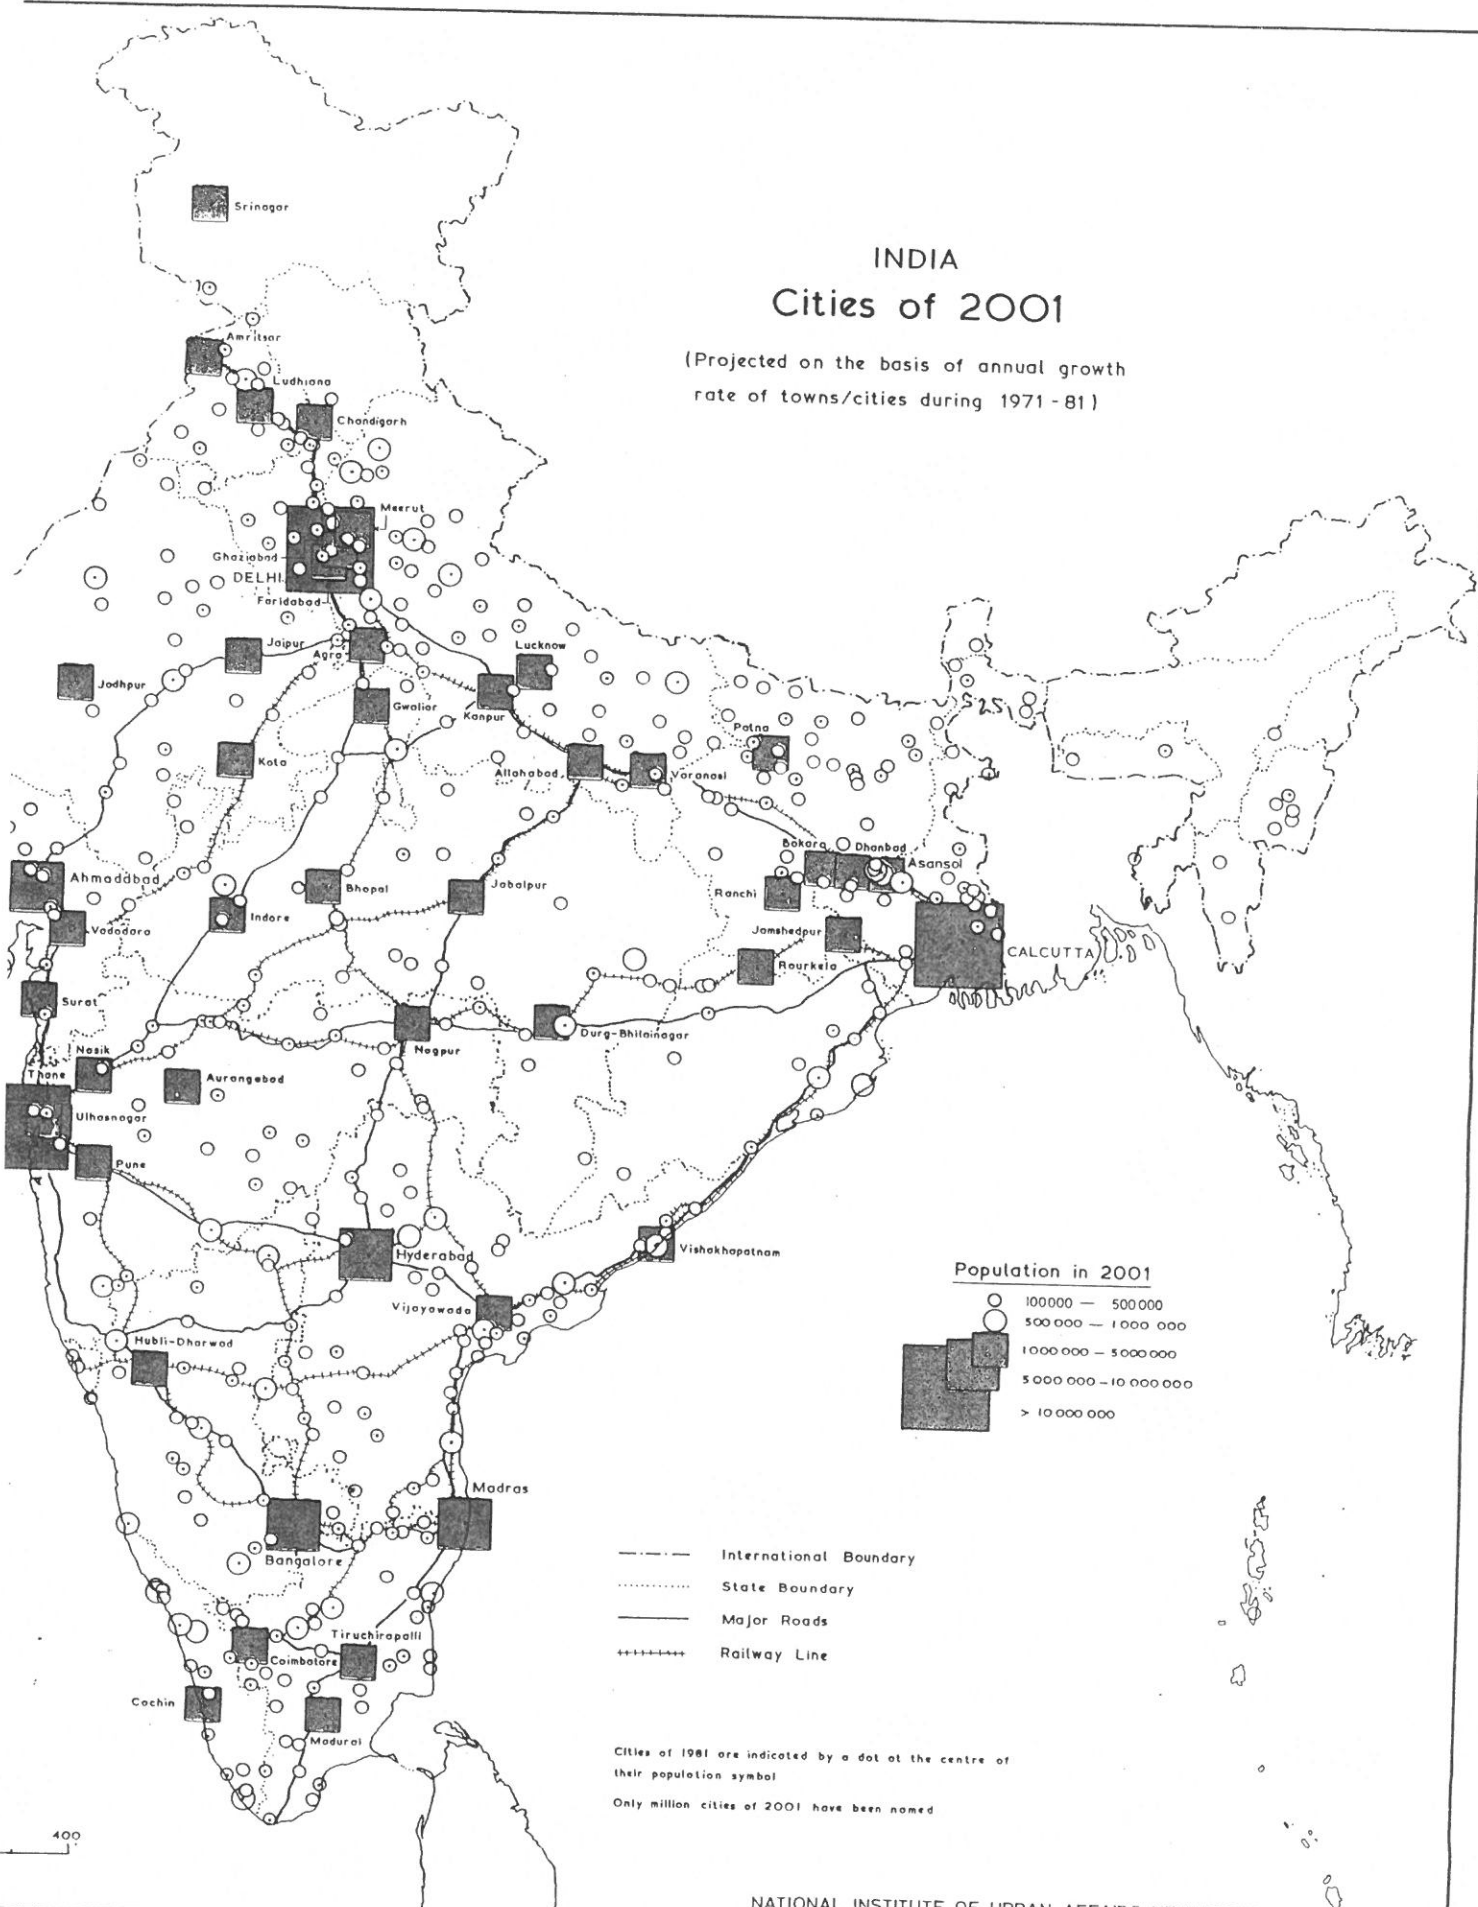 INDIA
Cities of 2001
(Projected on the basis of annual growth
rate of towns/cities during 1971-81)
Srinagar
Amritsar
Ludhiana
Chandigarh
Meerut
Ghaziabad
DELHI
Faridabad
Jaipur
Agra
Lucknow
Jodhpur
Gwalior
Kanpur
Kota
Patna
Allahabad
Varanasi
Bokaro
Dhanbad
Asansol
Ahmadabad
Bhopal
Jabalpur
Ranchi
Indore
Vadodara
Jamshedpur
CALCUTTA
Rourkela
Surat
Durg-Bhilainagar
Nasik
Nagpur
Thane
Aurangabad
Ulhasnagar
Pune
Hyderabad
Vishakhapatnam
Vijayawada
Hubli-Dharwad
Madras
Bangalore
Tiruchirapalli
Coimbatore
Cochin
Madurai
Population in 2001
100000 — 500000
500 000 — 1 000 000
1000 000 — 5 000 000
5 000 000 — 10 000 000
> 10 000 000
International Boundary
State Boundary
Major Roads
Railway Line
Cities of 1981 are indicated by a dot at the centre of
their population symbol
Only million cities of 2001 have been named
400
NATIONAL INSTITUTE OF URBAN AFFAIRS